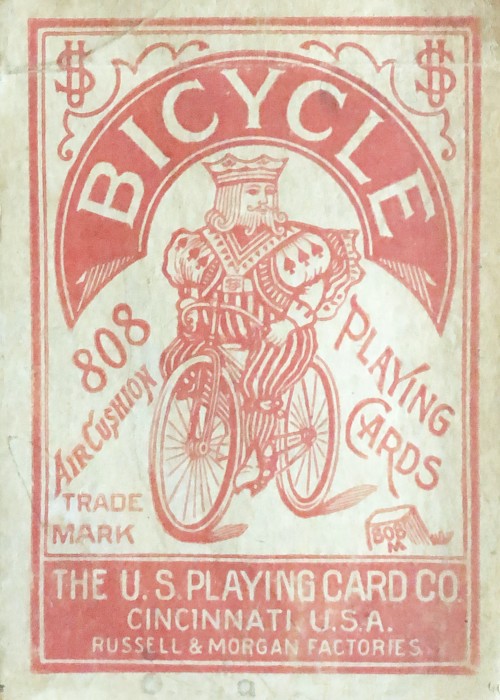 BICYCLE
808
AIR CUSHION
PLAYING
CARDS
TRADE
MARK
808
M
THE U.S. PLAYING CARD CO.
CINCINNATI, U.S.A.
RUSSELL & MORGAN FACTORIES.